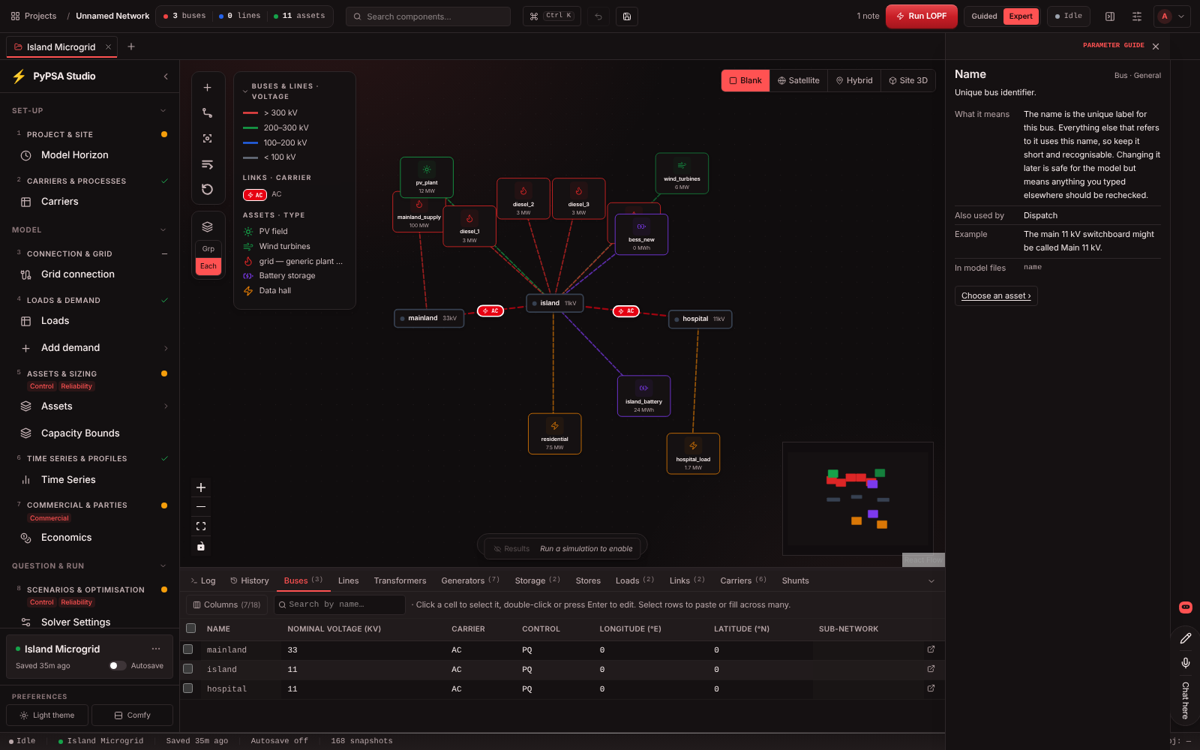 Projects / Unnamed Network
3 buses 0 lines 11 assets
Search components...
⌘ Ctrl K
1 note
Run LOPF
Guided Expert
Idle
A
Island Microgrid
PyPSA Studio
SET-UP
1 PROJECT & SITE
Model Horizon
2 CARRIERS & PROCESSES
Carriers
MODEL
3 CONNECTION & GRID
Grid connection
4 LOADS & DEMAND
Loads
Add demand
5 ASSETS & SIZING
Control Reliability
Assets
Capacity Bounds
6 TIME SERIES & PROFILES
Time Series
7 COMMERCIAL & PARTIES
Commercial
Economics
QUESTION & RUN
8 SCENARIOS & OPTIMISATION
Control Reliability
Solver Settings
Island Microgrid
Saved 35m ago Autosave
PREFERENCES
Light theme Comfy
Grp
Each
BUSES & LINES · VOLTAGE
> 300 kV
200–300 kV
100–200 kV
< 100 kV
LINKS · CARRIER
AC AC
ASSETS · TYPE
PV field
Wind turbines
grid — generic plant ...
Battery storage
Data hall
Blank Satellite Hybrid Site 3D
pv_plant
12 MW
mainland_supply
100 MW
diesel_1
3 MW
diesel_2
3 MW
diesel_3
3 MW
wind_turbines
6 MW
bess_new
0 MWh
mainland 33kV
AC
island 11kV
AC
hospital 11kV
island_battery
24 MWh
residential
7.5 MW
hospital_load
1.7 MW
Results Run a simulation to enable
Log History Buses (3) Lines Transformers Generators (7) Storage (2) Stores Loads (2) Links (2) Carriers (6) Shunts
Columns (7/18) Search by name… · Click a cell to select it, double-click or press Enter to edit. Select rows to paste or fill across many.
NAME NOMINAL VOLTAGE (KV) CARRIER CONTROL LONGITUDE (°E) LATITUDE (°N) SUB-NETWORK
mainland 33 AC PQ 0 0
island 11 AC PQ 0 0
hospital 11 AC PQ 0 0
PARAMETER GUIDE
Name Bus · General
Unique bus identifier.
What it means The name is the unique label for
this bus. Everything else that refers
to it uses this name, so keep it
short and recognisable. Changing it
later is safe for the model but
means anything you typed
elsewhere should be rechecked.
Also used by Dispatch
Example The main 11 kV switchboard might
be called Main 11 kV.
In model files name
Choose an asset ›
Chat here
Idle Island Microgrid Saved 35m ago Autosave off 168 snapshots